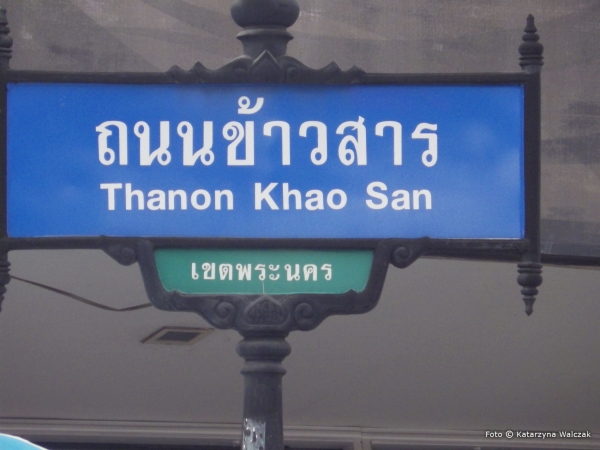 ถนนข้าวสาร
Thanon Khao San
เขตพระนคร
Foto © Katarzyna Walczak